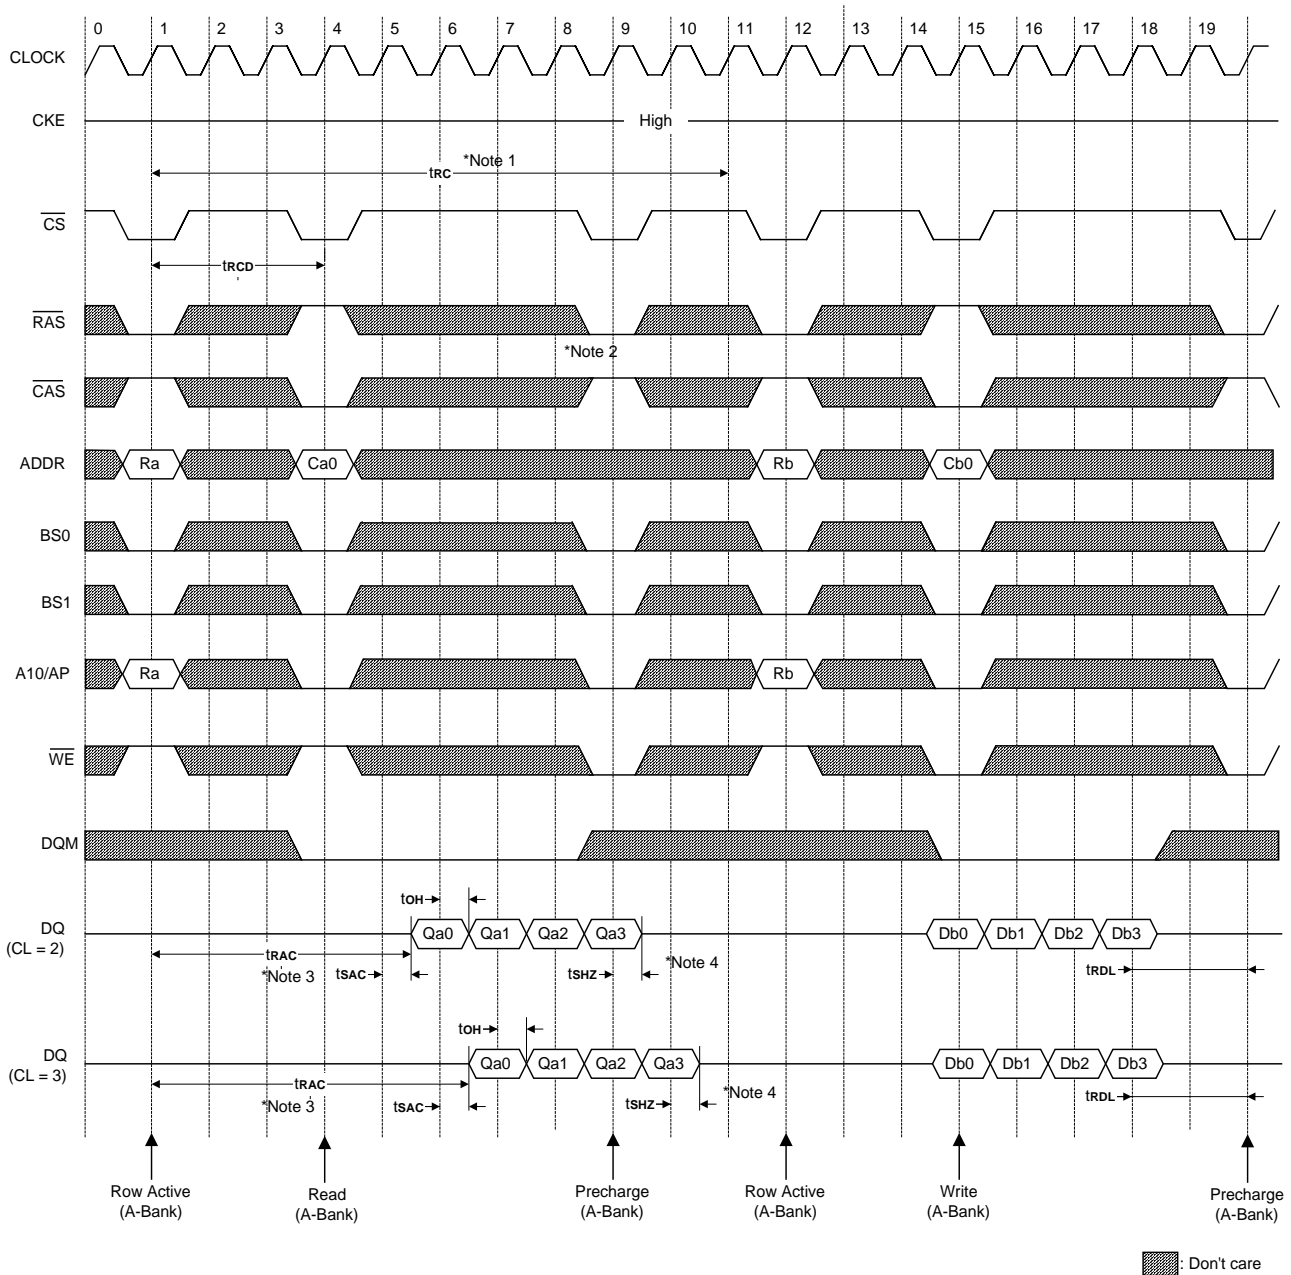 0 1 2 3 4 5 6 7 8 9 10 11 12 13 14 15 16 17 18 19
CLOCK
CKE High
*Note 1
tRC
CS
tRCD
RAS
*Note 2
CAS
ADDR Ra Ca0 Rb Cb0
BS0
BS1
A10/AP Ra Rb
WE
DQM
tOH
DQ
(CL = 2)
Qa0 Qa1 Qa2 Qa3 Db0 Db1 Db2 Db3
tRAC
*Note 3 tSAC tSHZ *Note 4 tRDL
tOH
DQ
(CL = 3)
Qa0 Qa1 Qa2 Qa3 Db0 Db1 Db2 Db3
tRAC
*Note 3 tSAC tSHZ *Note 4 tRDL
Row Active
(A-Bank)
Read
(A-Bank)
Precharge
(A-Bank)
Row Active
(A-Bank)
Write
(A-Bank)
Precharge
(A-Bank)
: Don't care